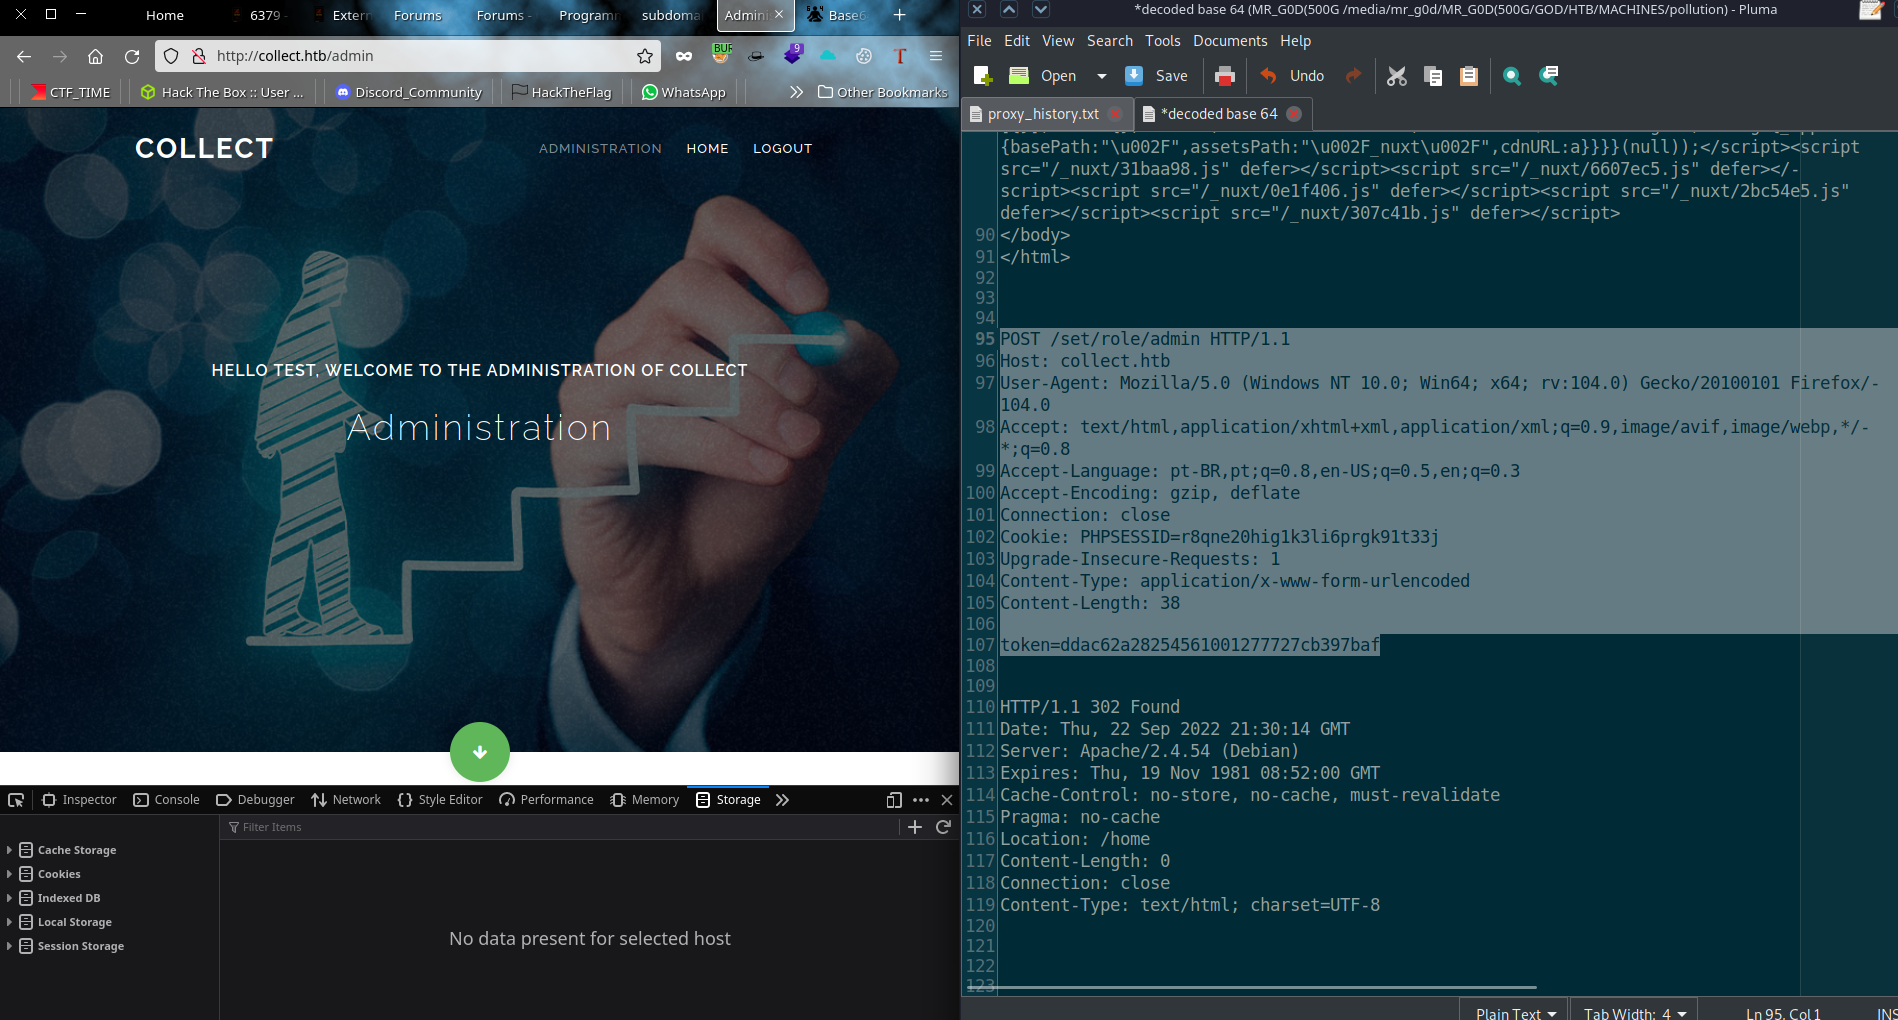 Home
6379 -
Extern
Forums
Forums -
Programm
subdoma
Admini
Base6
http://collect.htb/admin
BUR
9
CTF_TIME
Hack The Box :: User ...
Discord_Community
HackTheFlag
WhatsApp
Other Bookmarks
COLLECT
ADMINISTRATION
HOME
LOGOUT
HELLO TEST, WELCOME TO THE ADMINISTRATION OF COLLECT
Administration
Inspector
Console
Debugger
Network
Style Editor
Performance
Memory
Storage
Filter Items
Cache Storage
Cookies
Indexed DB
Local Storage
Session Storage
No data present for selected host
*decoded base 64 (MR_G0D(500G /media/mr_g0d/MR_G0D(500G/GOD/HTB/MACHINES/pollution) - Pluma
File Edit View Search Tools Documents Help
Open
Save
Undo
proxy_history.txt
*decoded base 64
{basePath:"\u002F",assetsPath:"\u002F_nuxt\u002F",cdnURL:a}}}}(null));</script><script
src="/_nuxt/31baa98.js" defer></script><script src="/_nuxt/6607ec5.js" defer></-
script><script src="/_nuxt/0e1f406.js" defer></script><script src="/_nuxt/2bc54e5.js"
defer></script><script src="/_nuxt/307c41b.js" defer></script>
90 </body>
91 </html>
92
93
94
95 POST /set/role/admin HTTP/1.1
96 Host: collect.htb
97 User-Agent: Mozilla/5.0 (Windows NT 10.0; Win64; x64; rv:104.0) Gecko/20100101 Firefox/-
104.0
98 Accept: text/html,application/xhtml+xml,application/xml;q=0.9,image/avif,image/webp,*/-
*;q=0.8
99 Accept-Language: pt-BR,pt;q=0.8,en-US;q=0.5,en;q=0.3
100 Accept-Encoding: gzip, deflate
101 Connection: close
102 Cookie: PHPSESSID=r8qne20hig1k3li6prgk91t33j
103 Upgrade-Insecure-Requests: 1
104 Content-Type: application/x-www-form-urlencoded
105 Content-Length: 38
106
107 token=ddac62a28254561001277727cb397baf
108
109
110 HTTP/1.1 302 Found
111 Date: Thu, 22 Sep 2022 21:30:14 GMT
112 Server: Apache/2.4.54 (Debian)
113 Expires: Thu, 19 Nov 1981 08:52:00 GMT
114 Cache-Control: no-store, no-cache, must-revalidate
115 Pragma: no-cache
116 Location: /home
117 Content-Length: 0
118 Connection: close
119 Content-Type: text/html; charset=UTF-8
120
121
122
123
Plain Text
Tab Width: 4
Ln 95, Col 1
INS